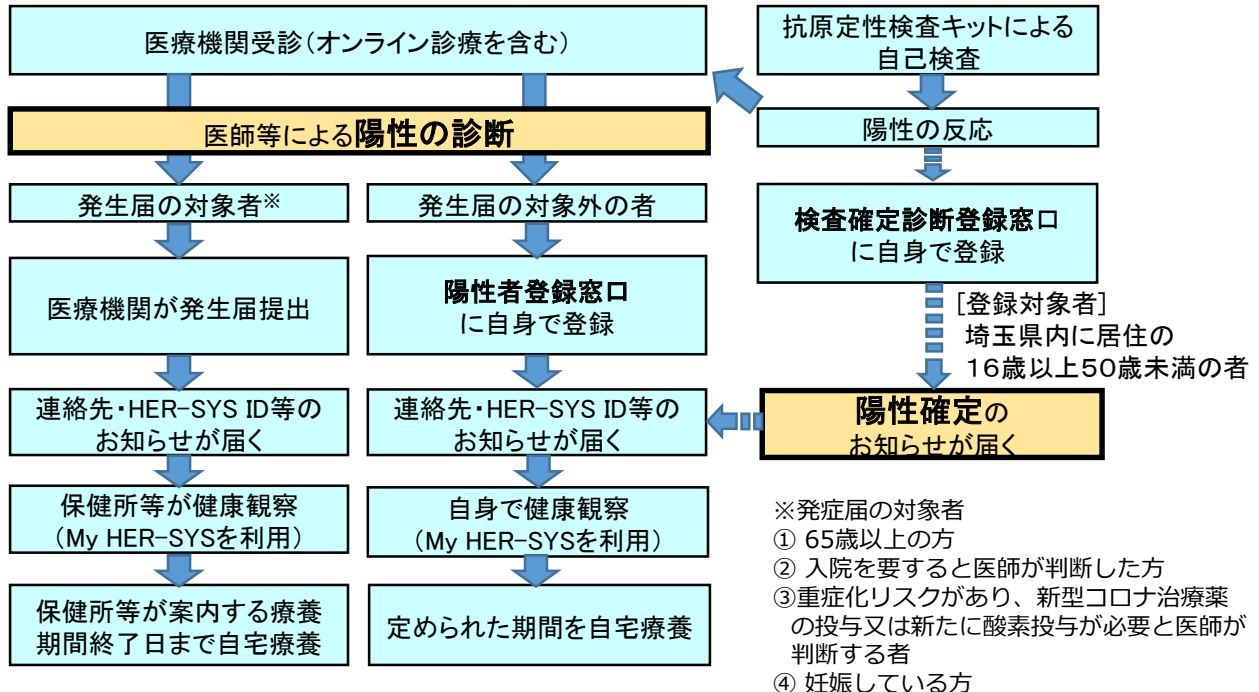 医療機関受診(オンライン診療を含む)
医師等による陽性の診断
発生届の対象者※
医療機関が発生届提出
連絡先・HER-SYS ID等の
お知らせが届く
保健所等が健康観察
(My HER-SYSを利用)
保健所等が案内する療養
期間終了日まで自宅療養
発生届の対象外の者
陽性者登録窓口
に自身で登録
連絡先・HER-SYS ID等の
お知らせが届く
自身で健康観察
(My HER-SYSを利用)
定められた期間を自宅療養
抗原定性検査キットによる
自己検査
陽性の反応
検査確定診断登録窓口
に自身で登録
[登録対象者]
埼玉県内に居住の
16歳以上50歳未満の者
陽性確定の
お知らせが届く
※発症届の対象者
① 65歳以上の方
② 入院を要すると医師が判断した方
③重症化リスクがあり、新型コロナ治療薬
の投与又は新たに酸素投与が必要と医師が
判断する者
④ 妊娠している方